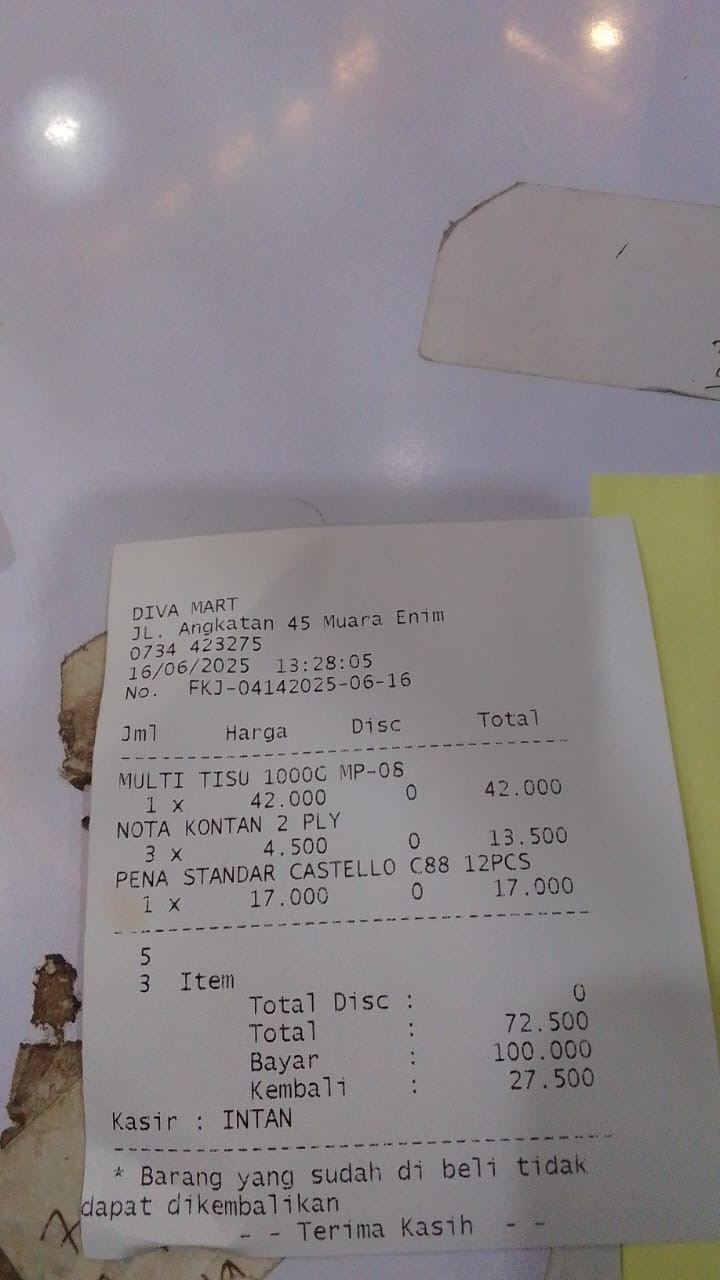 DIVA MART
JL. Angkatan 45 Muara Enim
0734 423275
16/06/2025 13:28:05
No. FKJ-04142025-06-16
Jml Harga Disc Total
MULTI TISU 1000G MP-08
1 x 42.000 0 42.000
NOTA KONTAN 2 PLY
3 x 4.500 0 13.500
PENA STANDAR CASTELLO C88 12PCS
1 x 17.000 0 17.000
5
3 Item
Total Disc : 0
Total : 72.500
Bayar : 100.000
Kembali : 27.500
Kasir : INTAN
* Barang yang sudah di beli tidak
dapat dikembalikan
- - Terima Kasih - -